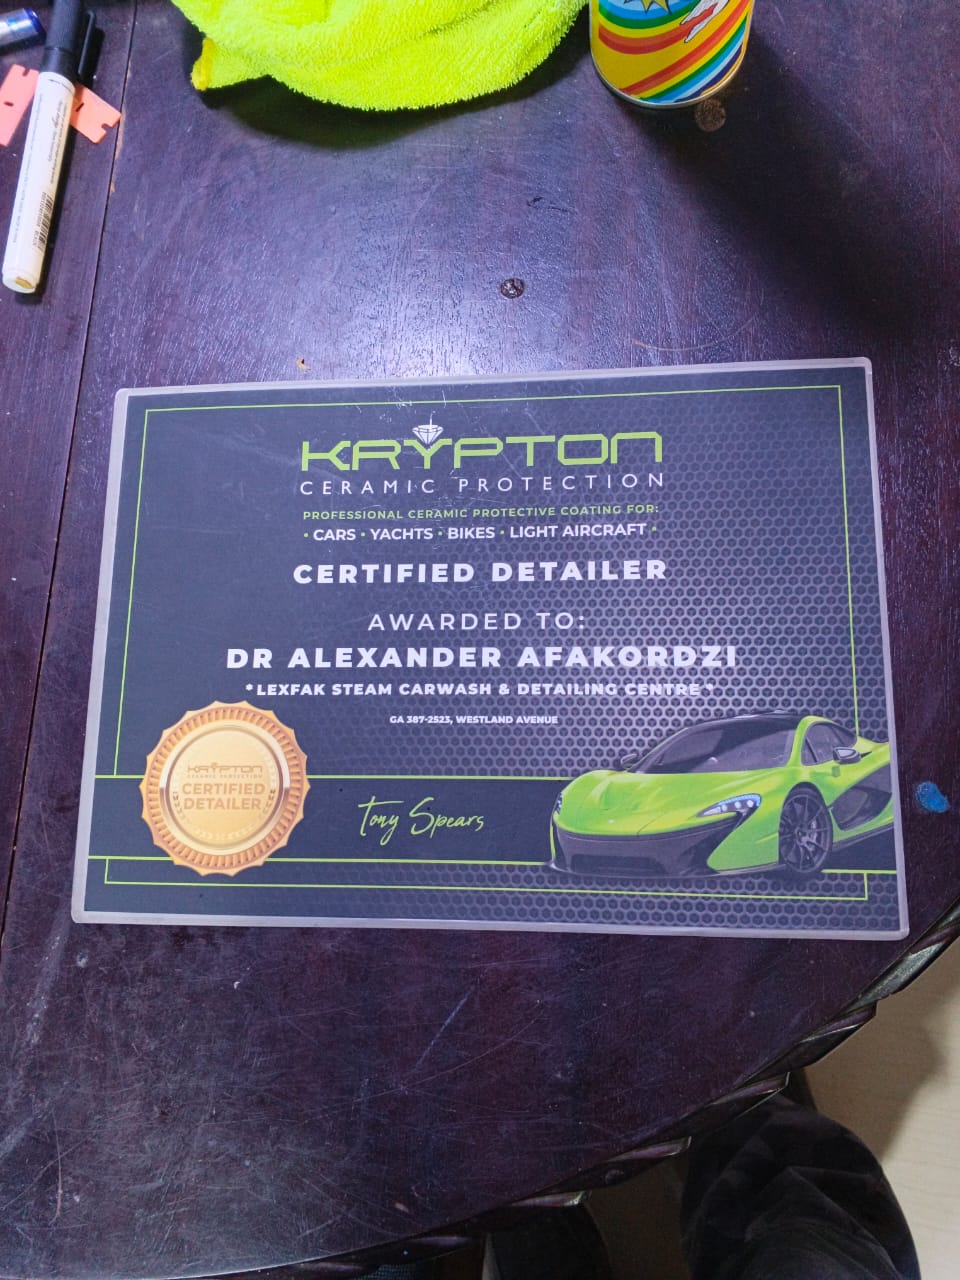 KRYPTON
CERAMIC PROTECTION
PROFESSIONAL CERAMIC PROTECTIVE COATING FOR:
• CARS • YACHTS • BIKES • LIGHT AIRCRAFT •
CERTIFIED DETAILER
AWARDED TO:
DR ALEXANDER AFAKORDZI
* LEXFAK STEAM CARWASH & DETAILING CENTRE *
GA 387-2523, WESTLAND AVENUE
KRYPTON
CERAMIC PROTECTION
CERTIFIED
DETAILER
Tony Spears